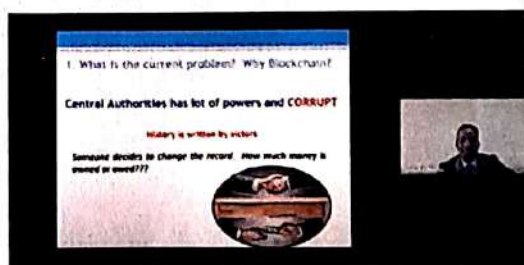 1. What is the current problem? Why Blockchain?
Central Authorities has lot of powers and CORRUPT
History is written by victors
Someone decides to change the record. How much money is
owned or owed???